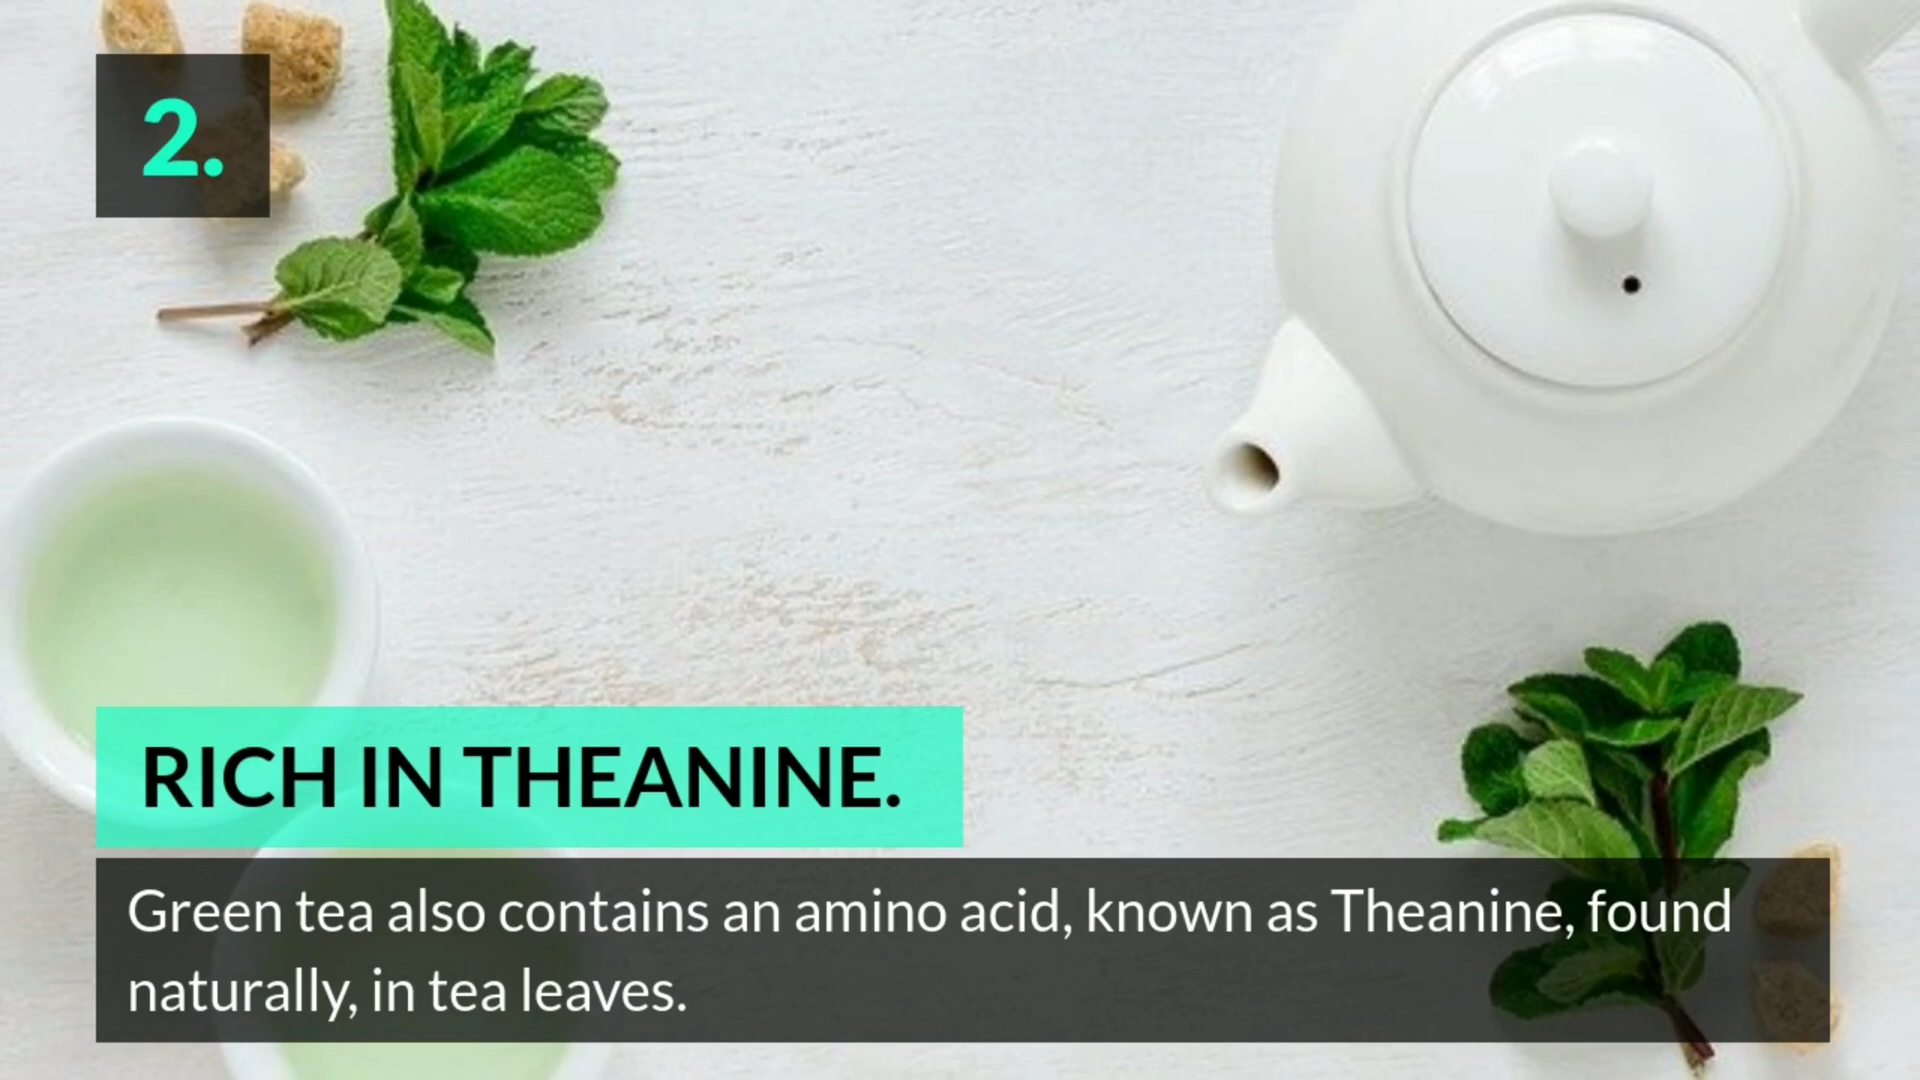 2.
RICH IN THEANINE.
Green tea also contains an amino acid, known as Theanine, found
naturally, in tea leaves.